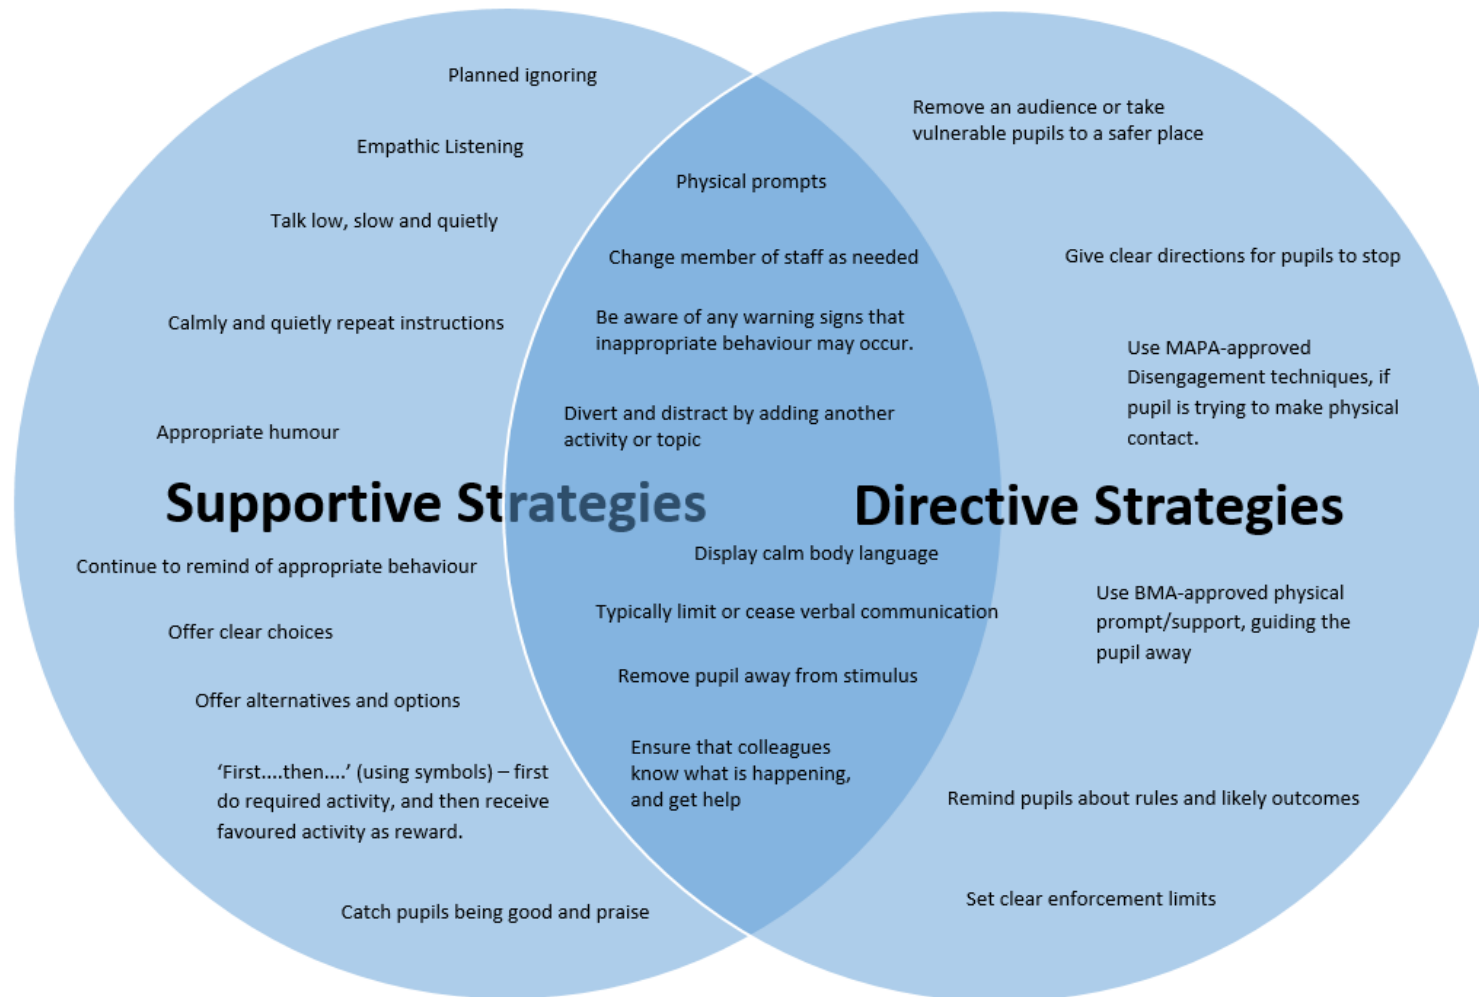 Planned ignoring
Empathic Listening
Talk low, slow and quietly
Calmly and quietly repeat instructions
Appropriate humour
Supportive Strategies
Continue to remind of appropriate behaviour
Offer clear choices
Offer alternatives and options
‘First....then....’ (using symbols) – first
do required activity, and then receive
favoured activity as reward.
Catch pupils being good and praise
Physical prompts
Change member of staff as needed
Be aware of any warning signs that
inappropriate behaviour may occur.
Divert and distract by adding another
activity or topic
Display calm body language
Typically limit or cease verbal communication
Remove pupil away from stimulus
Ensure that colleagues
know what is happening,
and get help
Remove an audience or take
vulnerable pupils to a safer place
Give clear directions for pupils to stop
Use MAPA-approved
Disengagement techniques, if
pupil is trying to make physical
contact.
Directive Strategies
Use BMA-approved physical
prompt/support, guiding the
pupil away
Remind pupils about rules and likely outcomes
Set clear enforcement limits